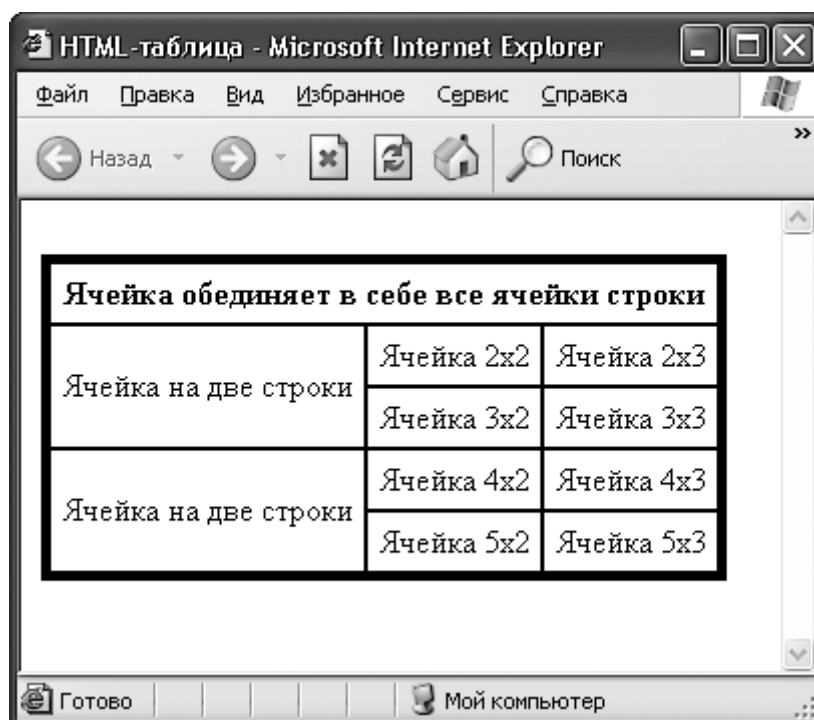 HTML-таблица - Microsoft Internet Explorer
Файл Правка Вид Избранное Сервис Справка
Назад Поиск »
Ячейка обединяет в себе все ячейки строки
Ячейка на две строки Ячейка 2x2 Ячейка 2x3
Ячейка 3x2 Ячейка 3x3
Ячейка на две строки Ячейка 4x2 Ячейка 4x3
Ячейка 5x2 Ячейка 5x3
Готово Мой компьютер